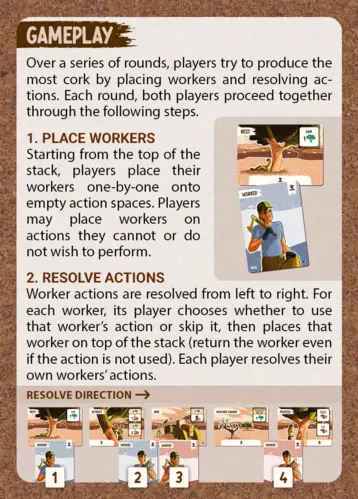 GAMEPLAY
Over a series of rounds, players try to produce the
most cork by placing workers and resolving ac-
tions. Each round, both players proceed together
through the following steps.
1. PLACE WORKERS
Starting from the top of the
stack, players place their
workers one-by-one onto
empty action spaces. Players
may place workers on
actions they cannot or do
not wish to perform.
REST
WORKER
2. RESOLVE ACTIONS
Worker actions are resolved from left to right. For
each worker, its player chooses whether to use
that worker's action or skip it, then places that
worker on top of the stack (return the worker even
if the action is not used). Each player resolves their
own workers' actions.
RESOLVE DIRECTION →
REST
HARVEST
WEATHER CHANGE
WORKER
WORKER
WORKER
WORKER
1
2
3
4